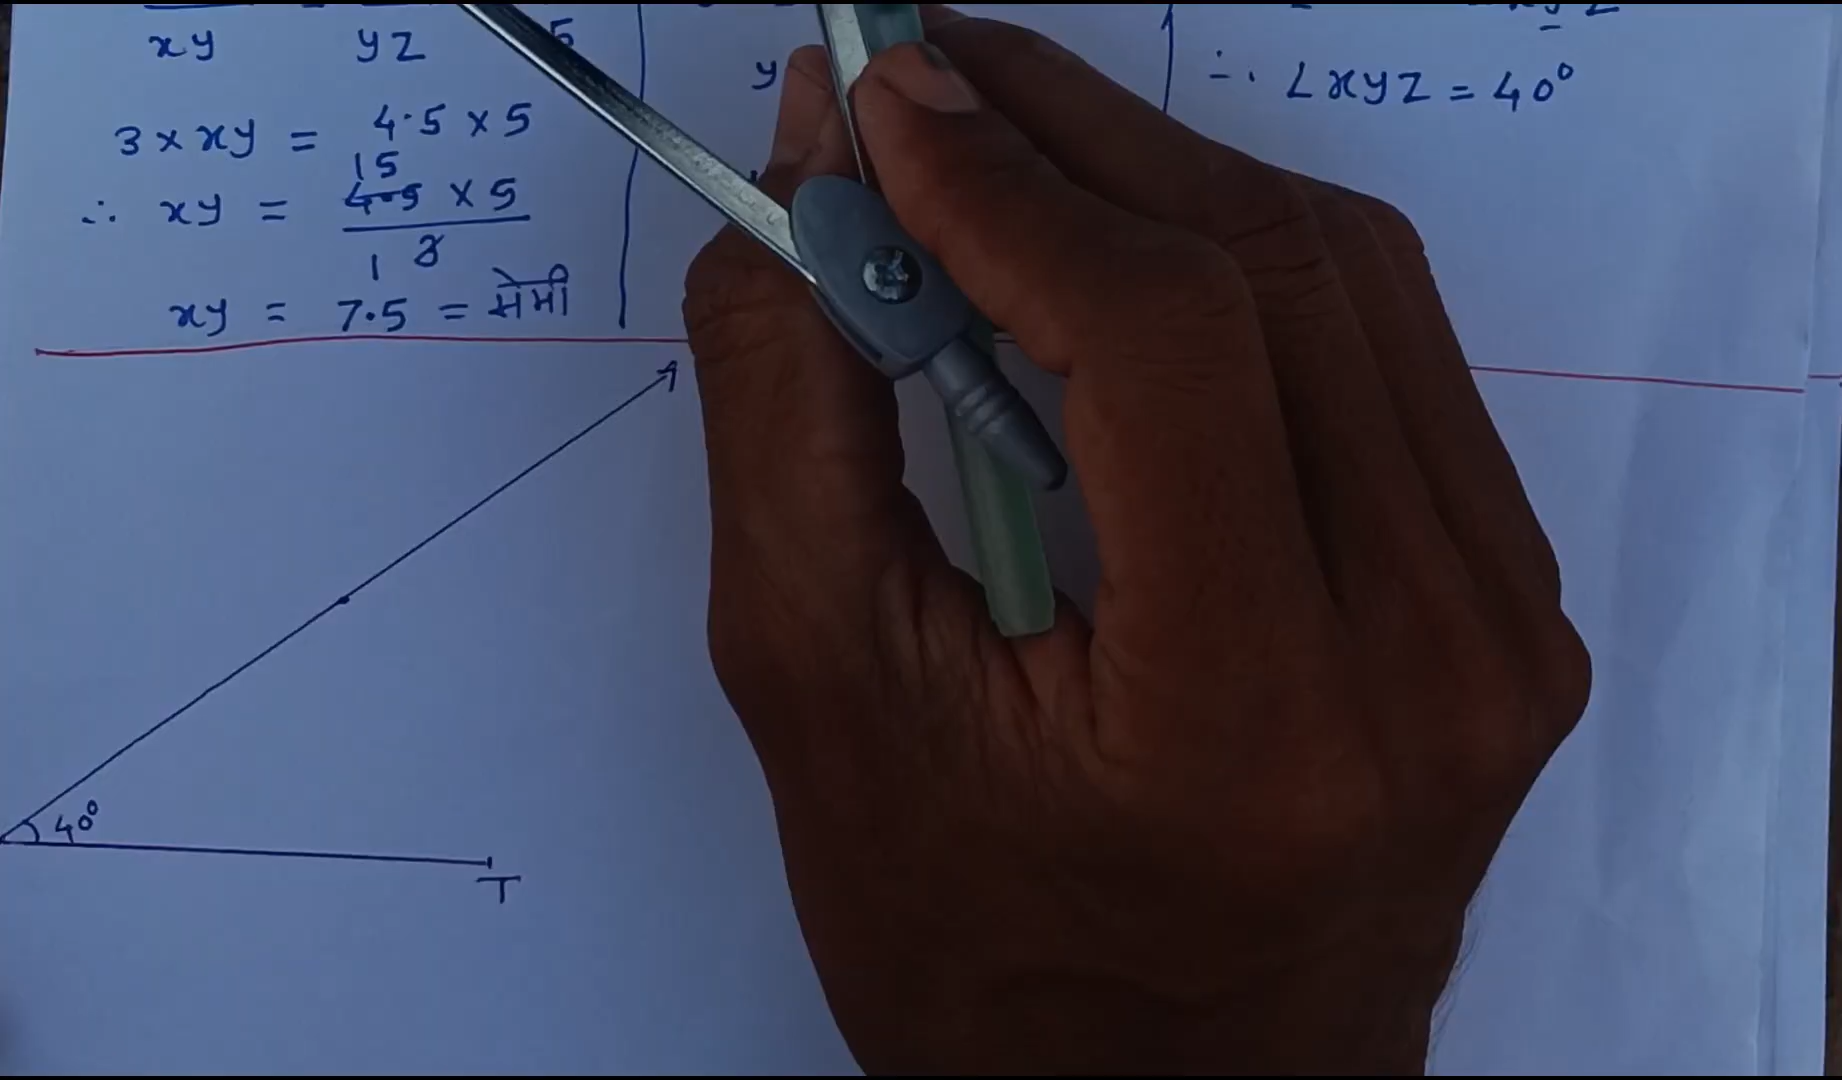 xy yz 5
3 × xy = 4.5 × 5
15
∴ xy = 4.5 × 5
1 3
xy = 7.5 = सेमी
y
∴ ∠xyz = 40°
40°
T